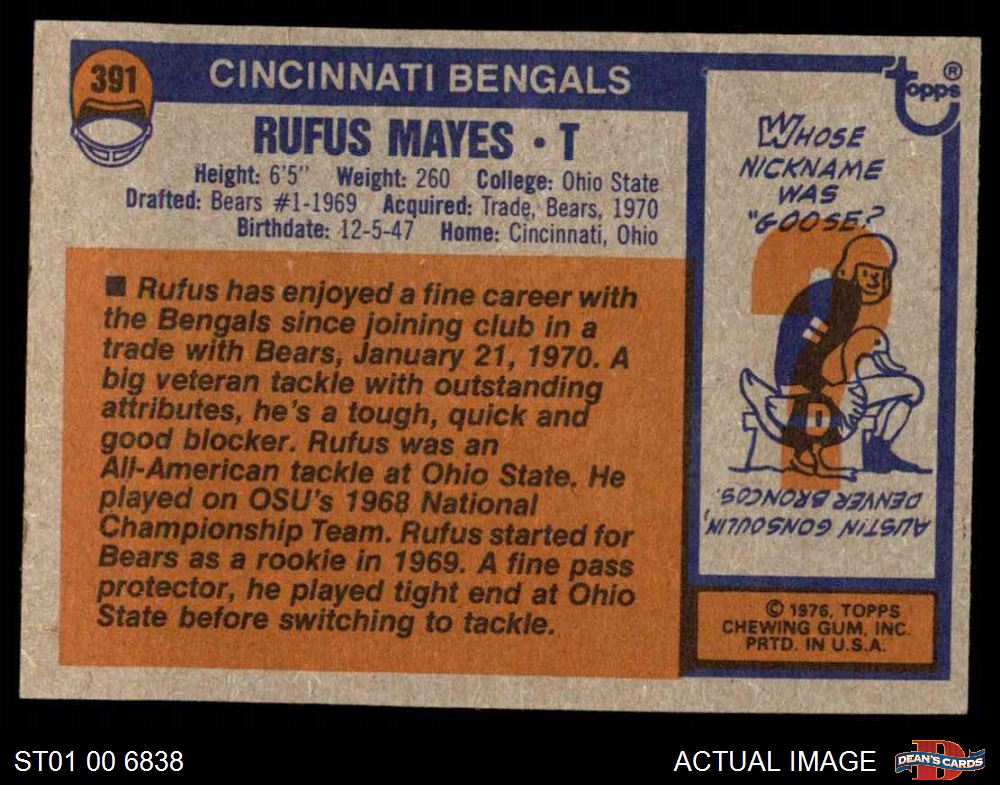 391
CINCINNATI BENGALS
RUFUS MAYES • T
Height: 6'5" Weight: 260 College: Ohio State
Drafted: Bears #1-1969 Acquired: Trade, Bears, 1970
Birthdate: 12-5-47 Home: Cincinnati, Ohio
■ Rufus has enjoyed a fine career with
the Bengals since joining club in a
trade with Bears, January 21, 1970. A
big veteran tackle with outstanding
attributes, he's a tough, quick and
good blocker. Rufus was an
All-American tackle at Ohio State. He
played on OSU's 1968 National
Championship Team. Rufus started for
Bears as a rookie in 1969. A fine pass
protector, he played tight end at Ohio
State before switching to tackle.
Topps ®
WHOSE
NICKNAME
WAS
"GOOSE?
D
AUSTIN GONSOULIN,
DENVER BRONCOS.
© 1976, TOPPS
CHEWING GUM, INC.
PRTD. IN U.S.A.
ST01 00 6838
ACTUAL IMAGE
D
DEAN'S CARDS